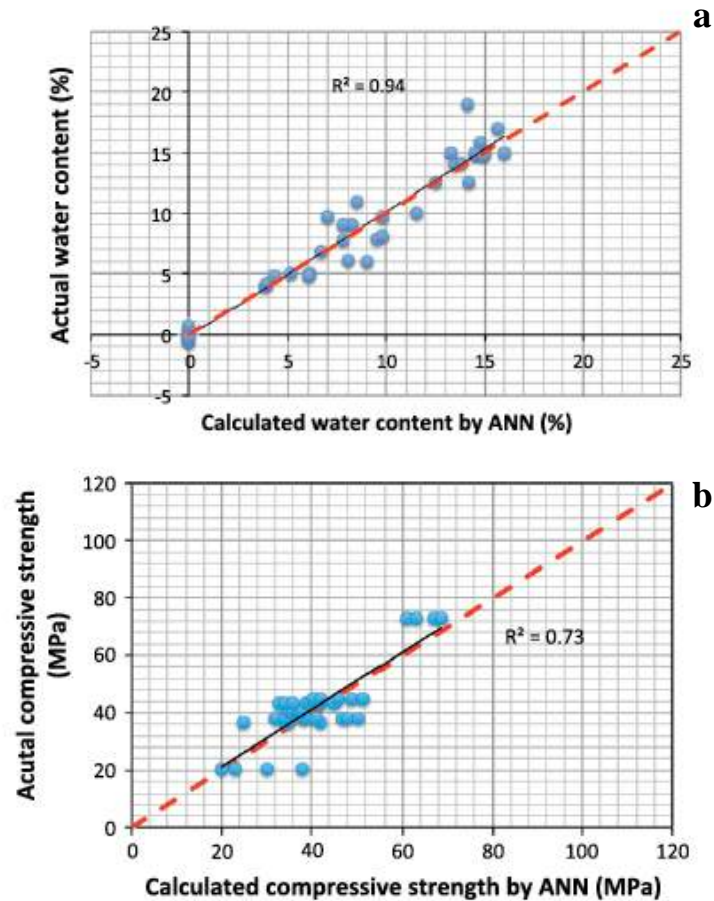 a
25
20
15
10
5
0
-5
Actual water content (%)
R² = 0.94
-5 0 5 10 15 20 25
Calculated water content by ANN (%)
b
120
100
80
60
40
20
0
Acutal compressive strength
(MPa)
R² = 0.73
0 20 40 60 80 100 120
Calculated compressive strength by ANN (MPa)